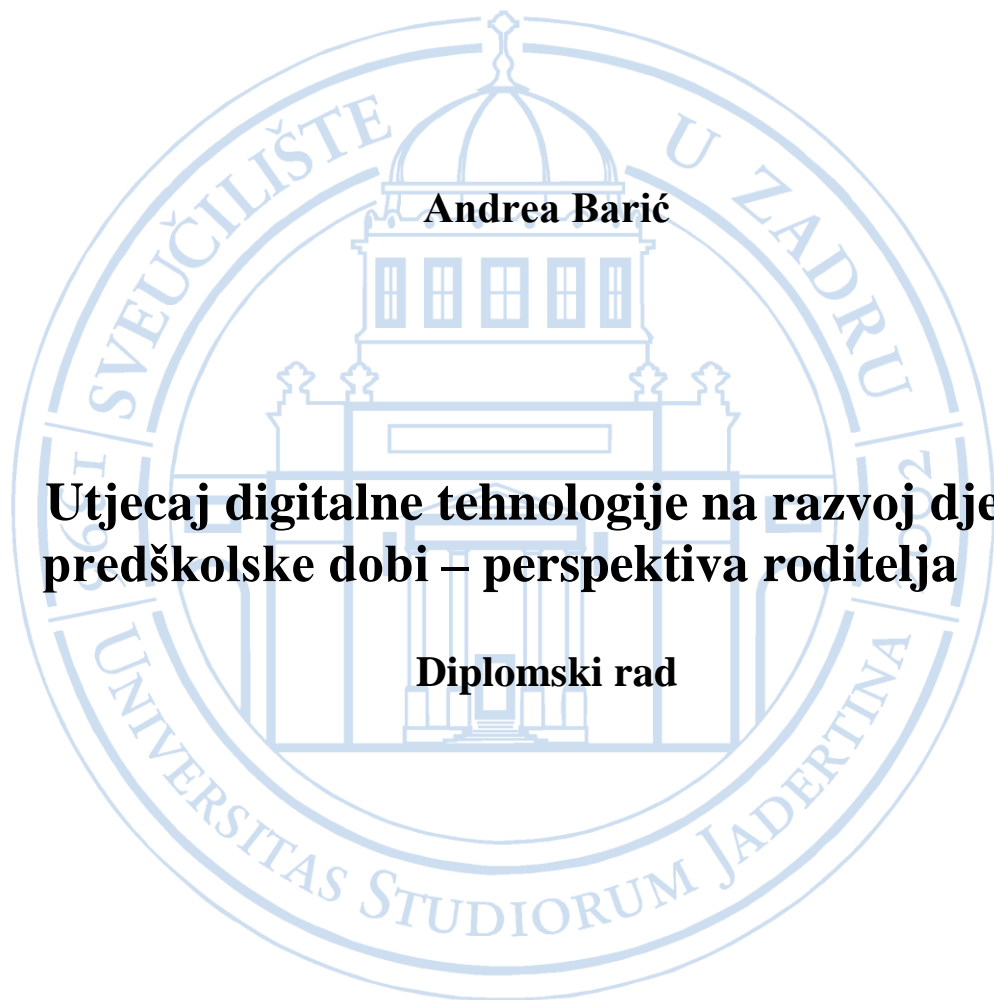 SVEUČILIŠTE U ZADRU
Andrea Barić
Utjecaj digitalne tehnologije na razvoj dje
predškolske dobi – perspektiva roditelja
Diplomski rad
UNIVERSITAS STUDIORUM JADERTINA